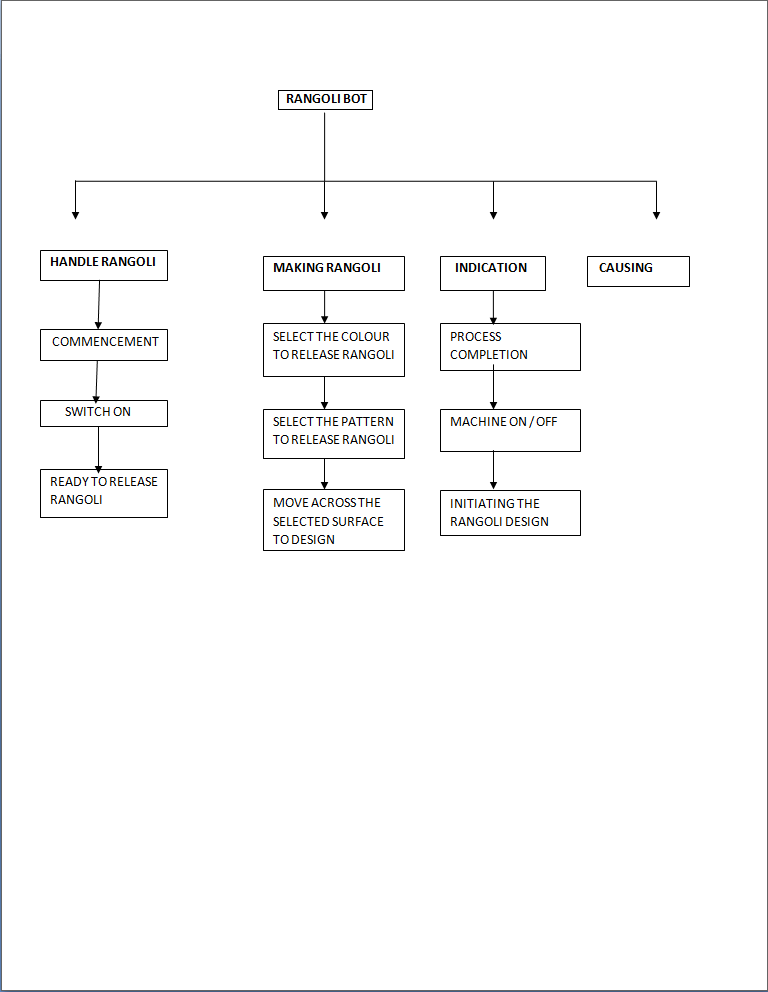 RANGOLI BOT
HANDLE RANGOLI
COMMENCEMENT
SWITCH ON
READY TO RELEASE
RANGOLI
MAKING RANGOLI
SELECT THE COLOUR
TO RELEASE RANGOLI
SELECT THE PATTERN
TO RELEASE RANGOLI
MOVE ACROSS THE
SELECTED SURFACE
TO DESIGN
INDICATION
PROCESS
COMPLETION
MACHINE ON / OFF
INITIATING THE
RANGOLI DESIGN
CAUSING